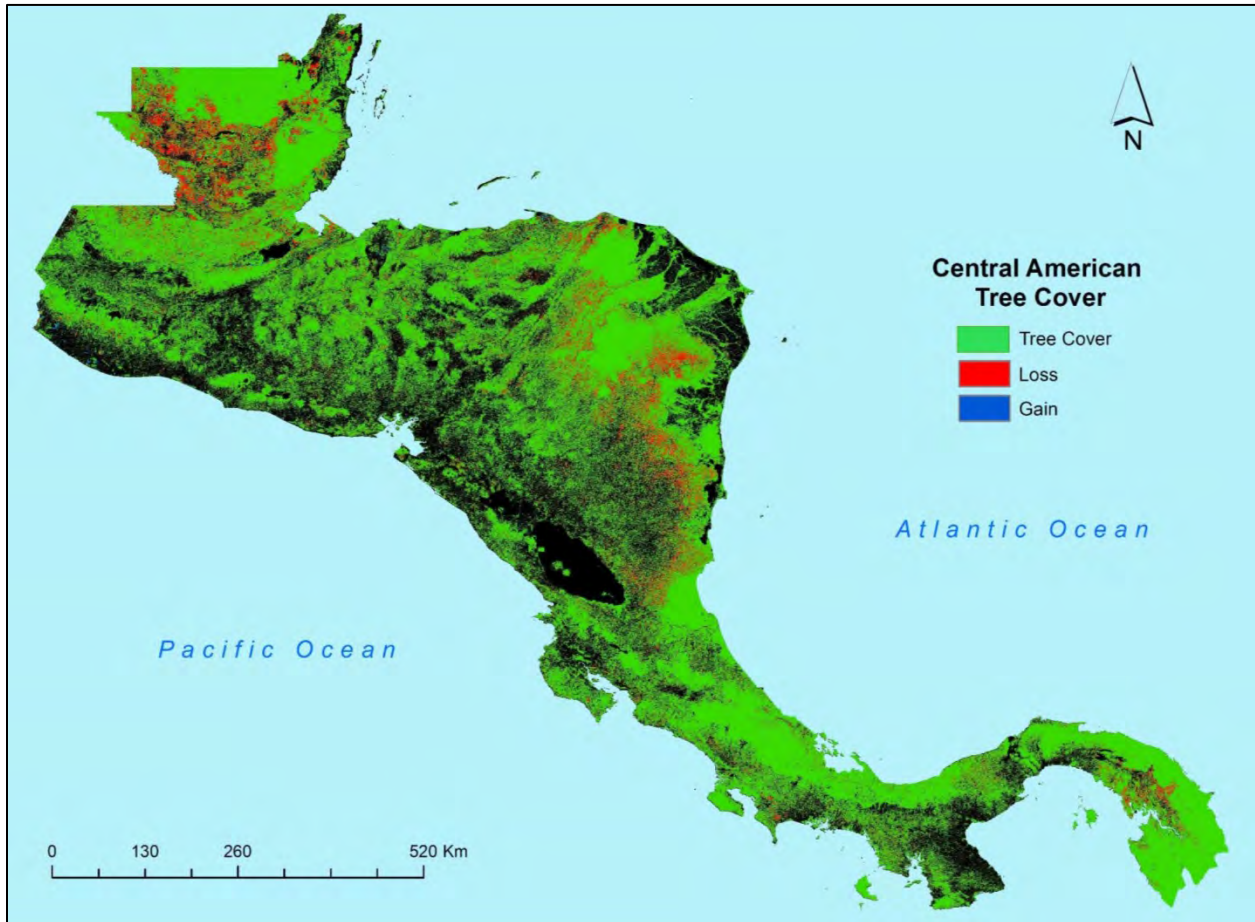 N
Central American
Tree Cover
Tree Cover
Loss
Gain
Atlantic Ocean
Pacific Ocean
0 130 260 520 Km